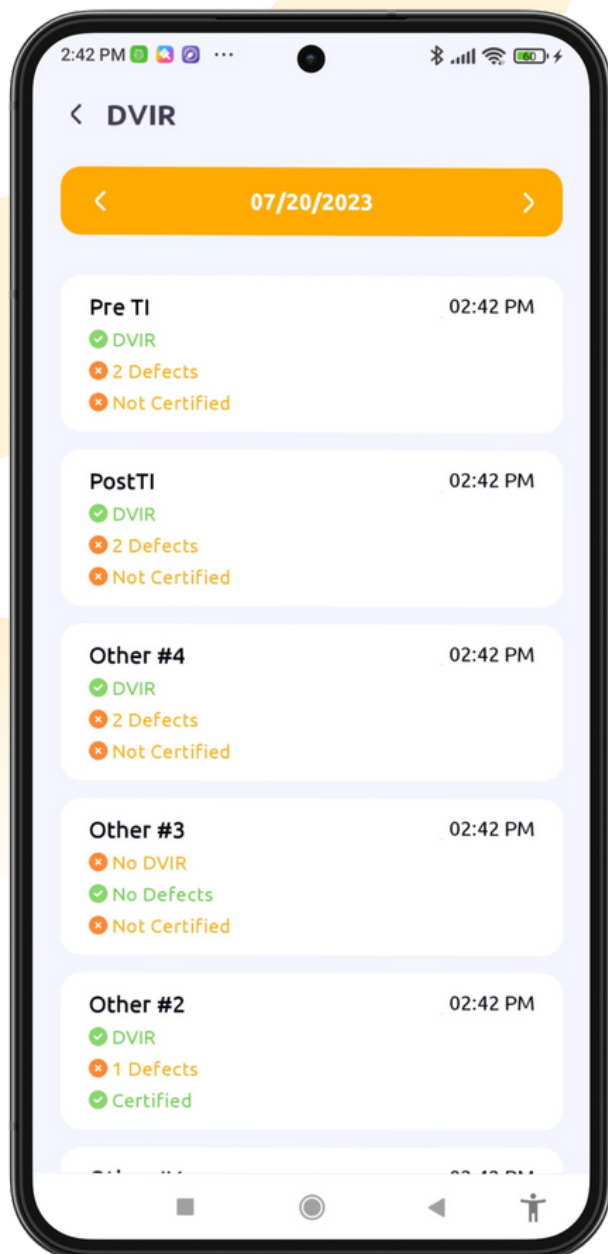 2:42 PM ... 60
DVIR
07/20/2023
Pre TI 02:42 PM
DVIR
2 Defects
Not Certified
PostTI 02:42 PM
DVIR
2 Defects
Not Certified
Other #4 02:42 PM
DVIR
2 Defects
Not Certified
Other #3 02:42 PM
No DVIR
No Defects
Not Certified
Other #2 02:42 PM
DVIR
1 Defects
Certified